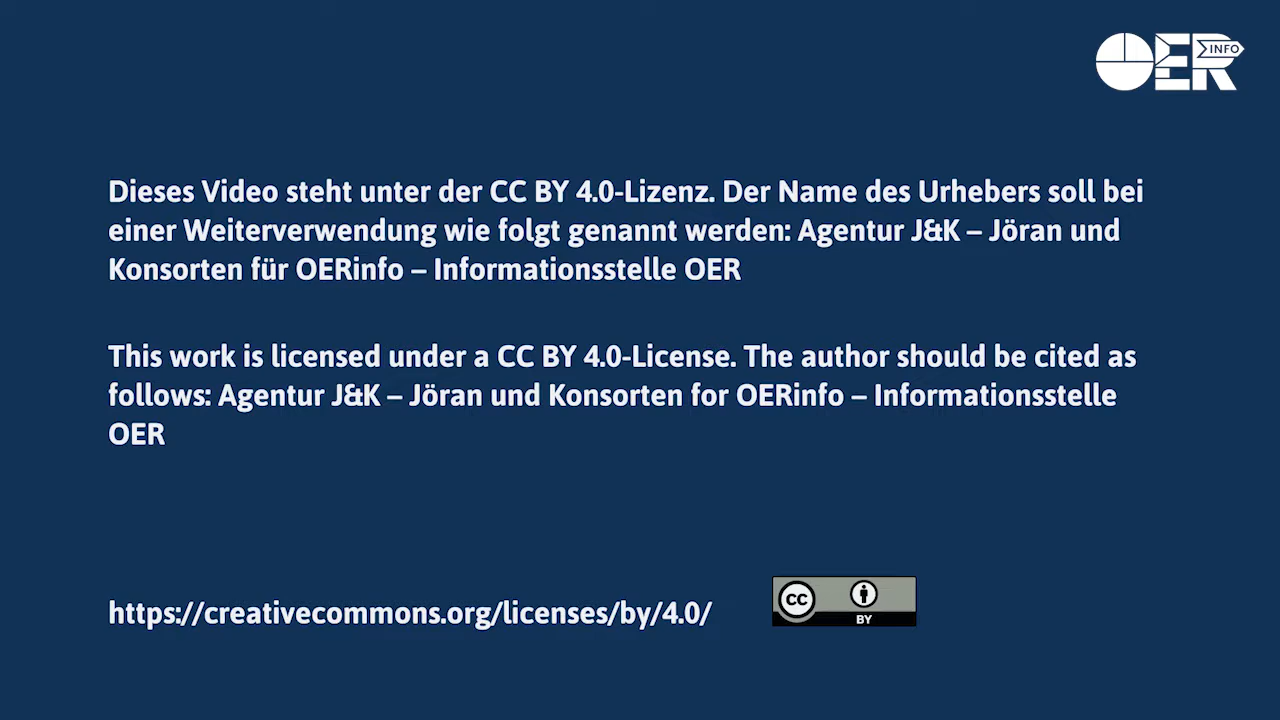 OER INFO
Dieses Video steht unter der CC BY 4.0-Lizenz. Der Name des Urhebers soll bei
einer Weiterverwendung wie folgt genannt werden: Agentur J&K – Jöran und
Konsorten für OERinfo – Informationsstelle OER
This work is licensed under a CC BY 4.0-License. The author should be cited as
follows: Agentur J&K – Jöran und Konsorten for OERinfo – Informationsstelle
OER
https://creativecommons.org/licenses/by/4.0/
cc
BY